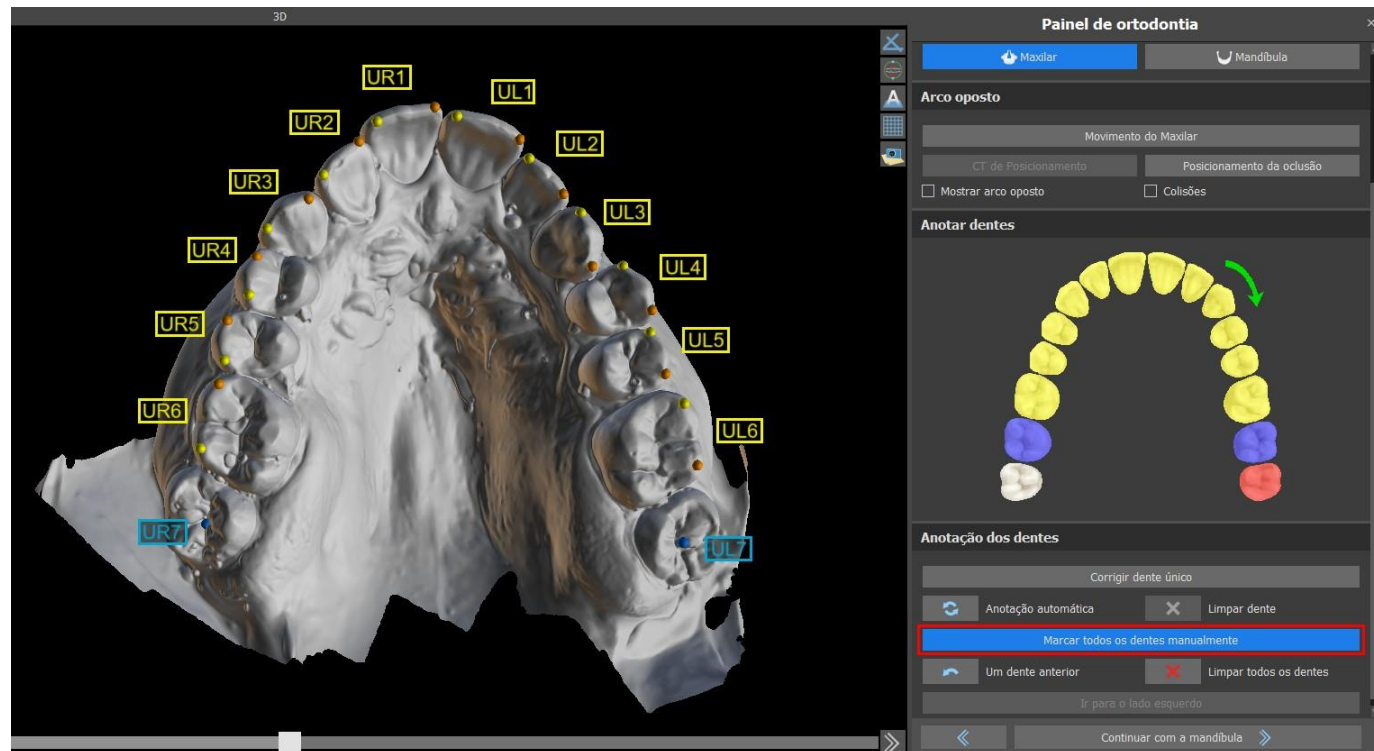 3D
UR1
UL1
UR2
UL2
UR3
UL3
UR4
UL4
UR5
UL5
UR6
UL6
UR7
UL7
Painel de ortodontia
Maxilar
Mandíbula
Arco oposto
Movimento do Maxilar
CT de Posicionamento
Posicionamento da oclusão
Mostrar arco oposto
Colisões
Anotar dentes
Anotação dos dentes
Corrigir dente único
Anotação automática
Limpar dente
Marcar todos os dentes manualmente
Um dente anterior
Limpar todos os dentes
Ir para o lado esquerdo
Continuar com a mandíbula